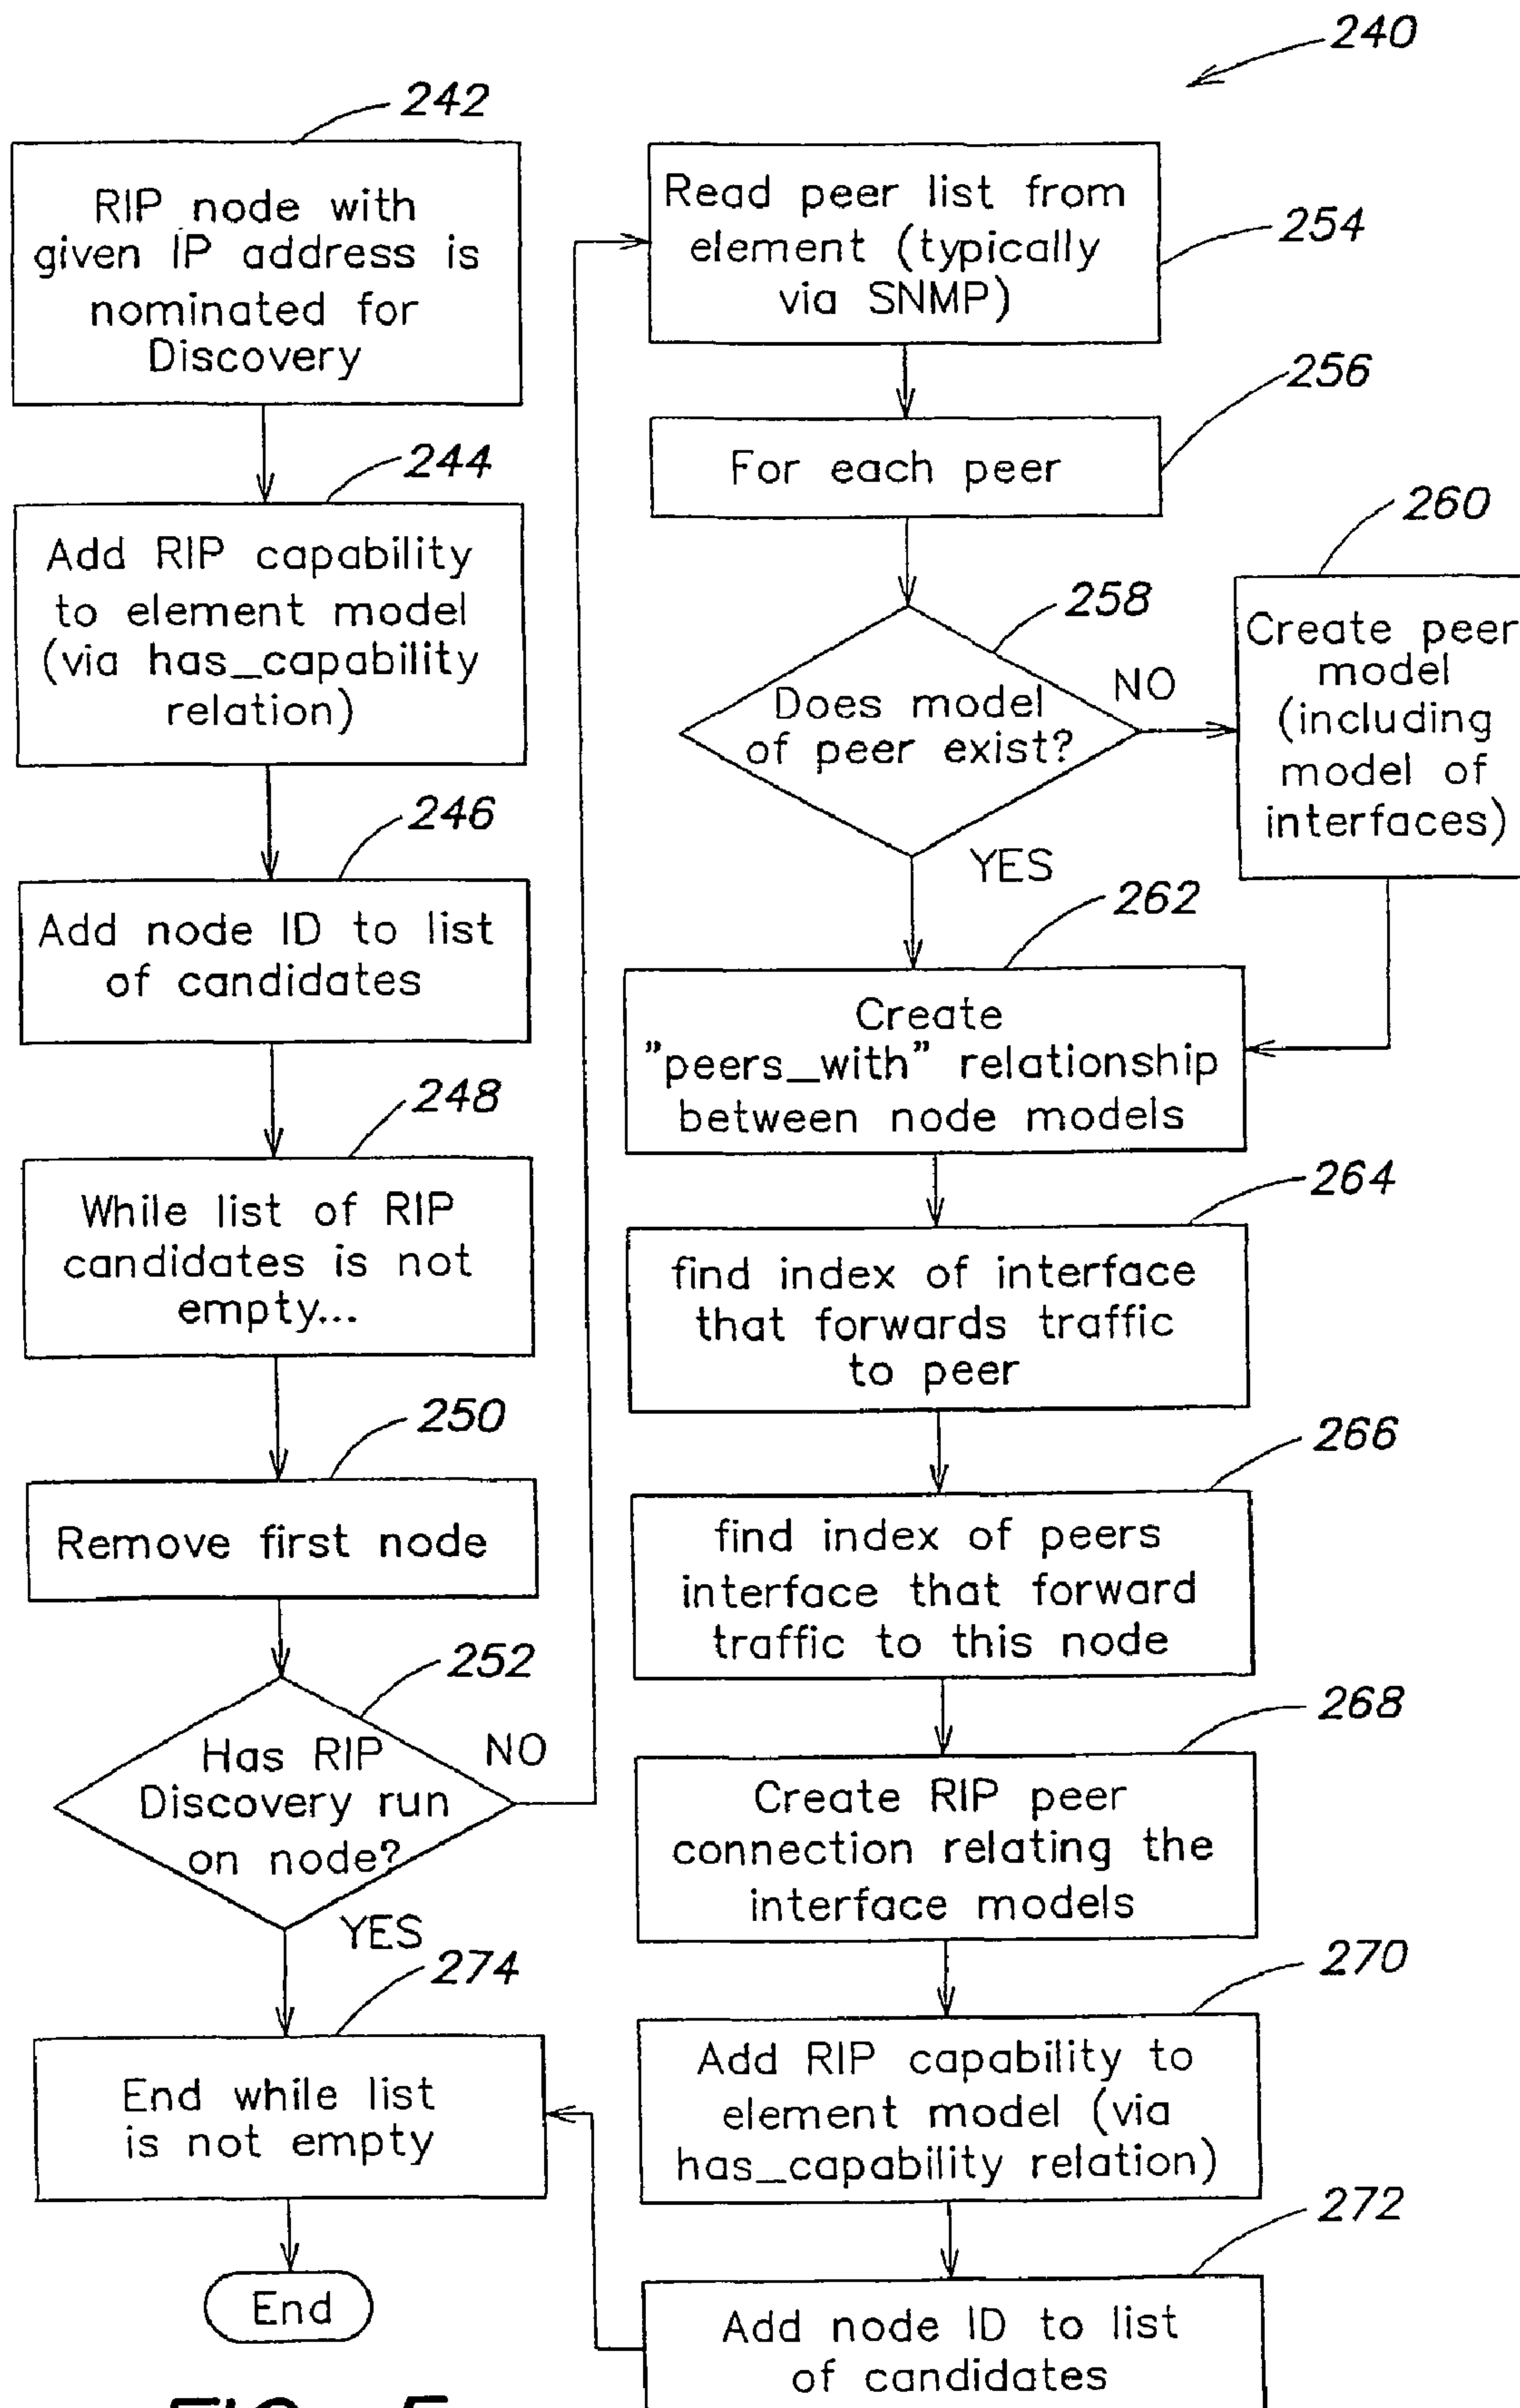 240
242
RIP node with
given IP address is
nominated for
Discovery
244
Add RIP capability
to element model
(via has_capability
relation)
246
Add node ID to list
of candidates
248
While list of RIP
candidates is not
empty...
250
Remove first node
252
Has RIP
Discovery run
on node?
NO
YES
274
End while list
is not empty
End
254
Read peer list from
element (typically
via SNMP)
256
For each peer
258
Does model
of peer exist?
NO
YES
260
Create peer
model
(including
model of
interfaces)
262
Create
”peers_with” relationship
between node models
264
find index of interface
that forwards traffic
to peer
266
find index of peers
interface that forward
traffic to this node
268
Create RIP peer
connection relating the
interface models
270
Add RIP capability to
element model (via
has_capability relation)
272
Add node ID to list
of candidates